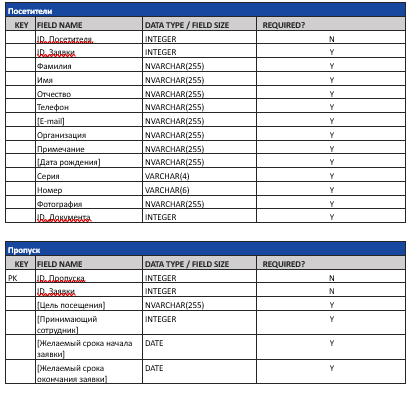 Посетители
KEY FIELD NAME DATA TYPE / FIELD SIZE REQUIRED?
ID_Посетителя INTEGER N
ID_Заявки INTEGER Y
Фамилия NVARCHAR(255) Y
Имя NVARCHAR(255) Y
Отчество NVARCHAR(255) Y
Телефон NVARCHAR(255) Y
[E-mail] NVARCHAR(255) Y
Организация NVARCHAR(255) Y
Примечание NVARCHAR(255) Y
[Дата рождения] NVARCHAR(255) Y
Серия VARCHAR(4) Y
Номер VARCHAR(6) Y
Фотография NVARCHAR(255) Y
ID_Документа INTEGER Y
Пропуск
KEY FIELD NAME DATA TYPE / FIELD SIZE REQUIRED?
PK ID_Пропуска INTEGER N
ID_Заявки INTEGER N
[Цель посещения] NVARCHAR(255) Y
[Принимающий INTEGER Y
сотрудник]
[Желаемый срока начала DATE Y
заявки]
[Желаемый срока DATE Y
окончания заявки]